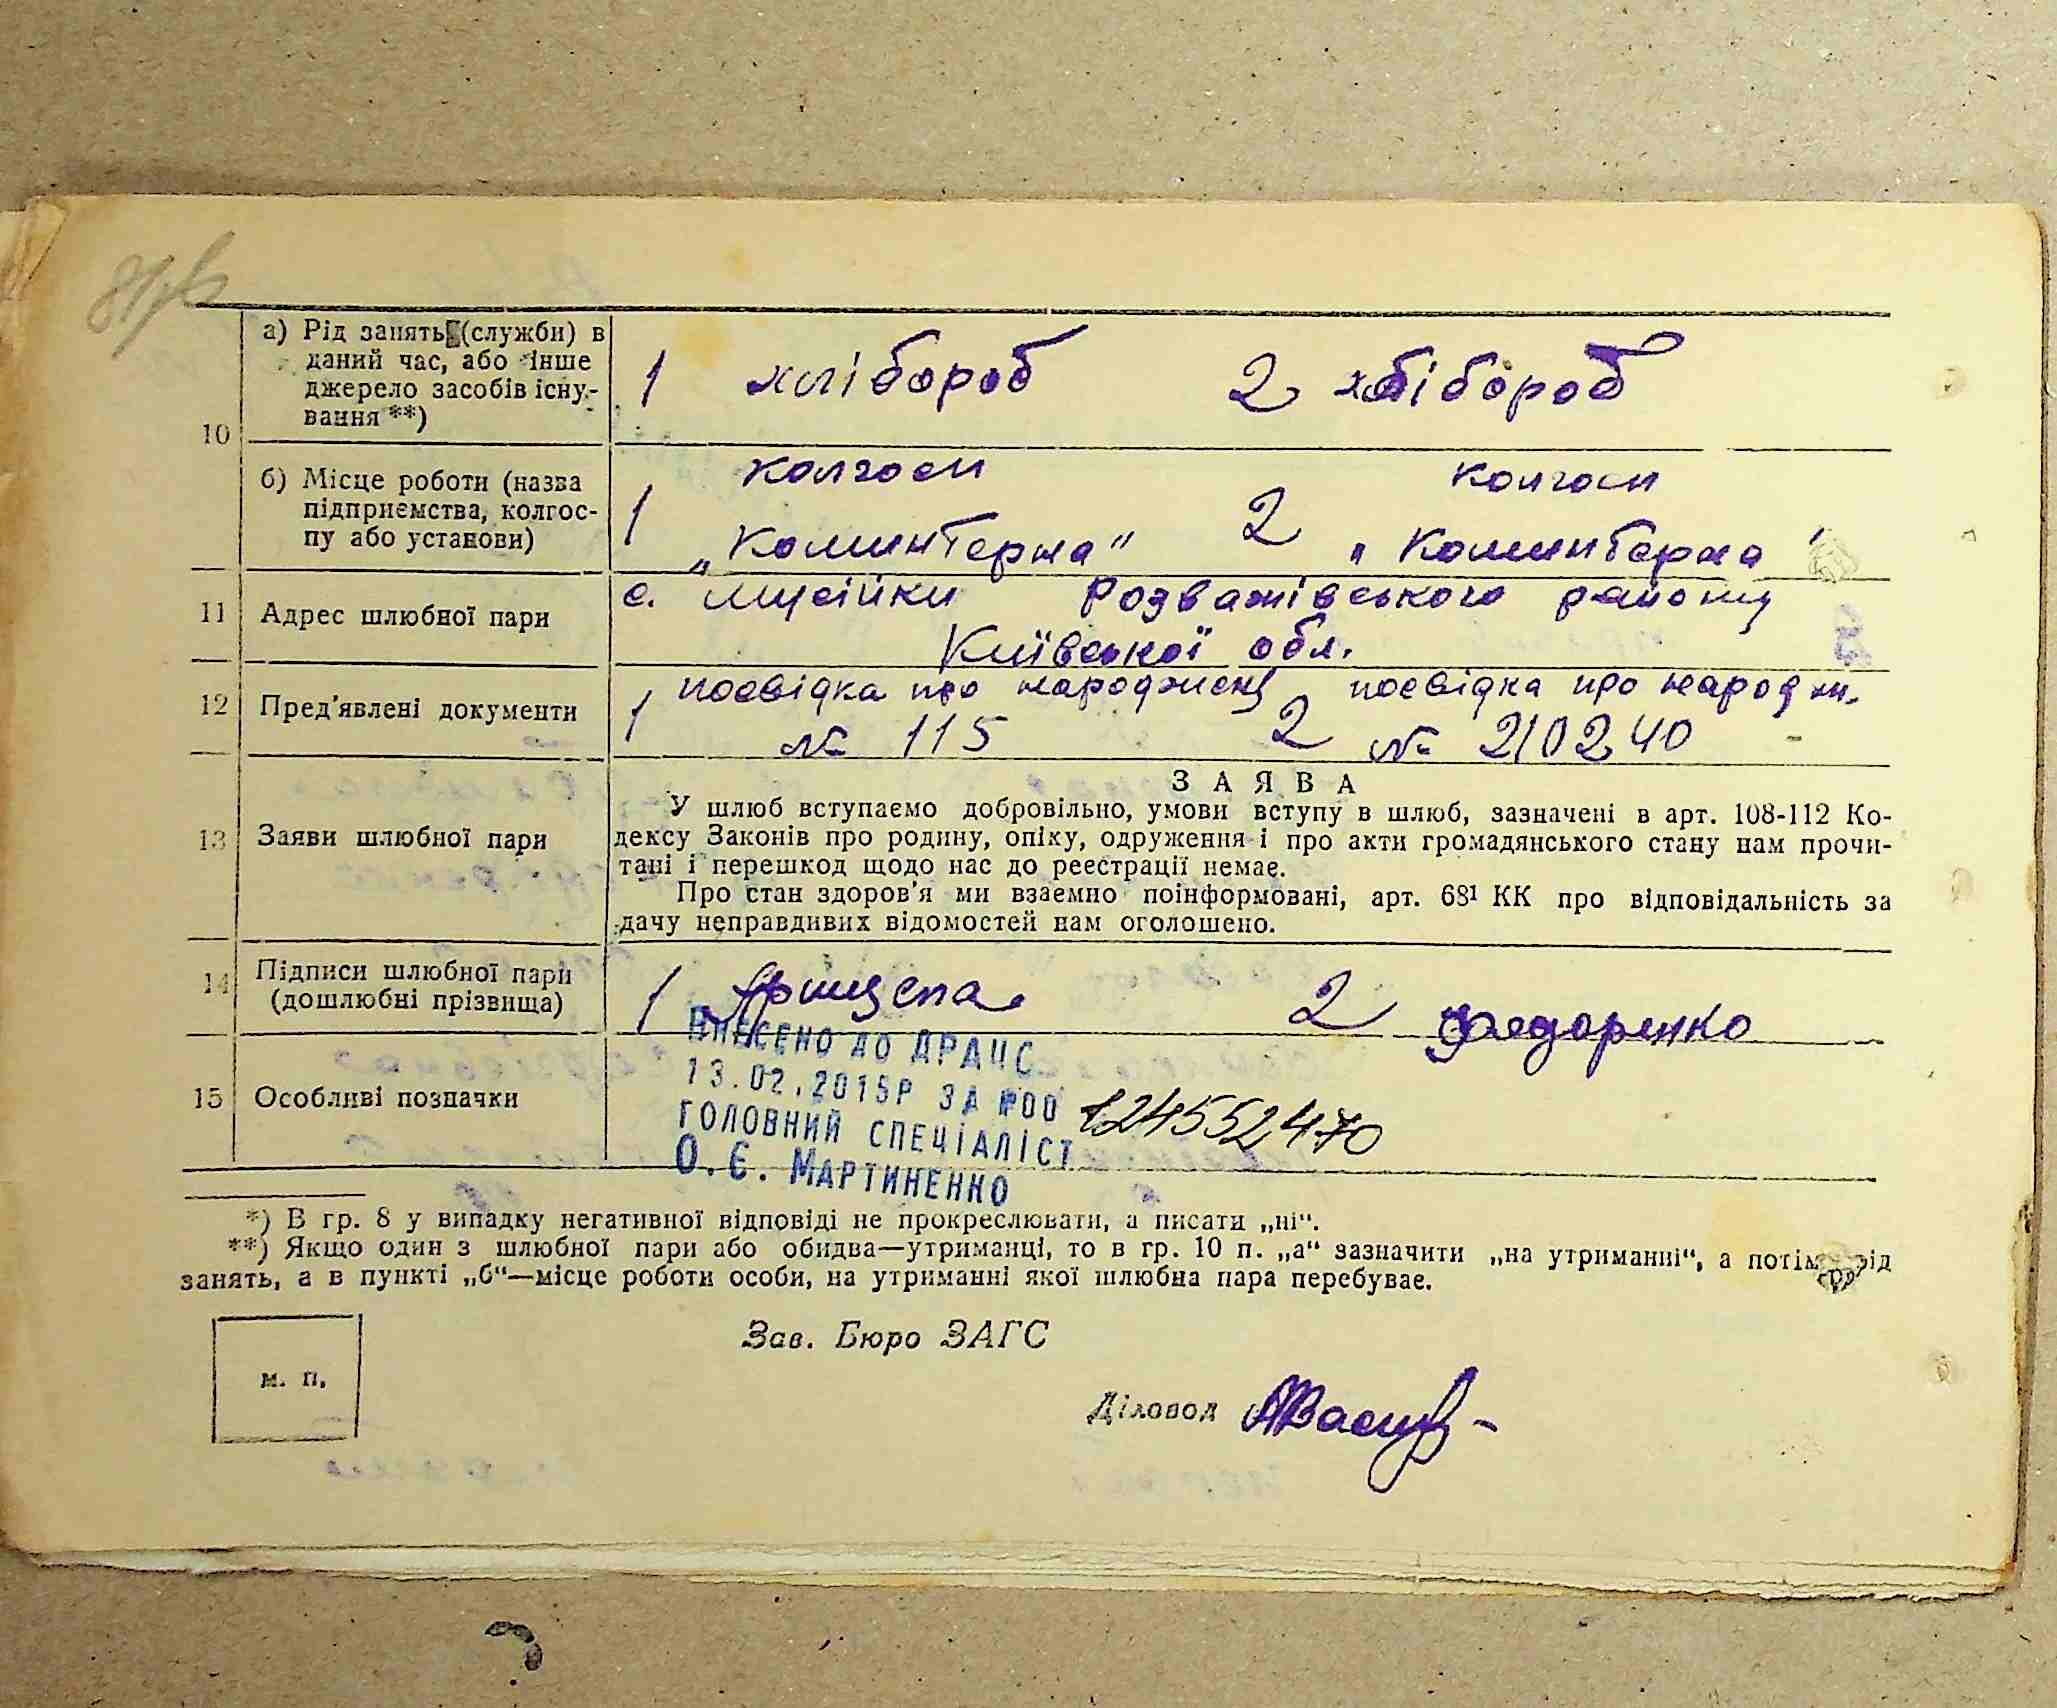 81
10
а) Рід занять (служби) в
даний час, або інше
джерело засобів існу-
вання **)
1 хлібороб 2 хлібороб
б) Місце роботи (назва
підприємства, колгос-
пу або установи)
1 колгосп „Комінтерна" 2 колгосп „Комінтерна"
11 Адрес шлюбної пари
с. Мусійки Розважівського району
Київської обл.
12 Пред'явлені документи
1 посвідка про народжен 2 посвідка про народжен.
№ 115 № 210240
13 Заяви шлюбної пари
ЗАЯВА
У шлюб вступаємо добровільно, умови вступу в шлюб, зазначені в арт. 108-112 Ко-
дексу Законів про родину, опіку, одруження і про акти громадянського стану нам прочи-
тані і перешкод щодо нас до реєстрації немає.
Про стан здоров'я ми взаємно поінформовані, арт. 68¹ КК про відповідальність за
дачу неправдивих відомостей нам оголошено.
14 Підписи шлюбної пари
(дошлюбні прізвища)
1 Прищепа 2 Федоренко
15 Особливі позначки
ВНЕСЕНО ДО ДРАЦС
13.02.2015Р ЗА №00 124552470
ГОЛОВНИЙ СПЕЦІАЛІСТ
О.Є. МАРТИНЕНКО
*) В гр. 8 у випадку негативної відповіді не прокреслювати, а писати „ні".
**) Якщо один з шлюбної пари або обидва—утриманці, то в гр. 10 п. „а" зазначити „на утриманні", а потім рід
занять, а в пункті „б"—місце роботи особи, на утриманні якої шлюбна пара перебуває.
Зав. Бюро ЗАГС
м. п.
Діловод